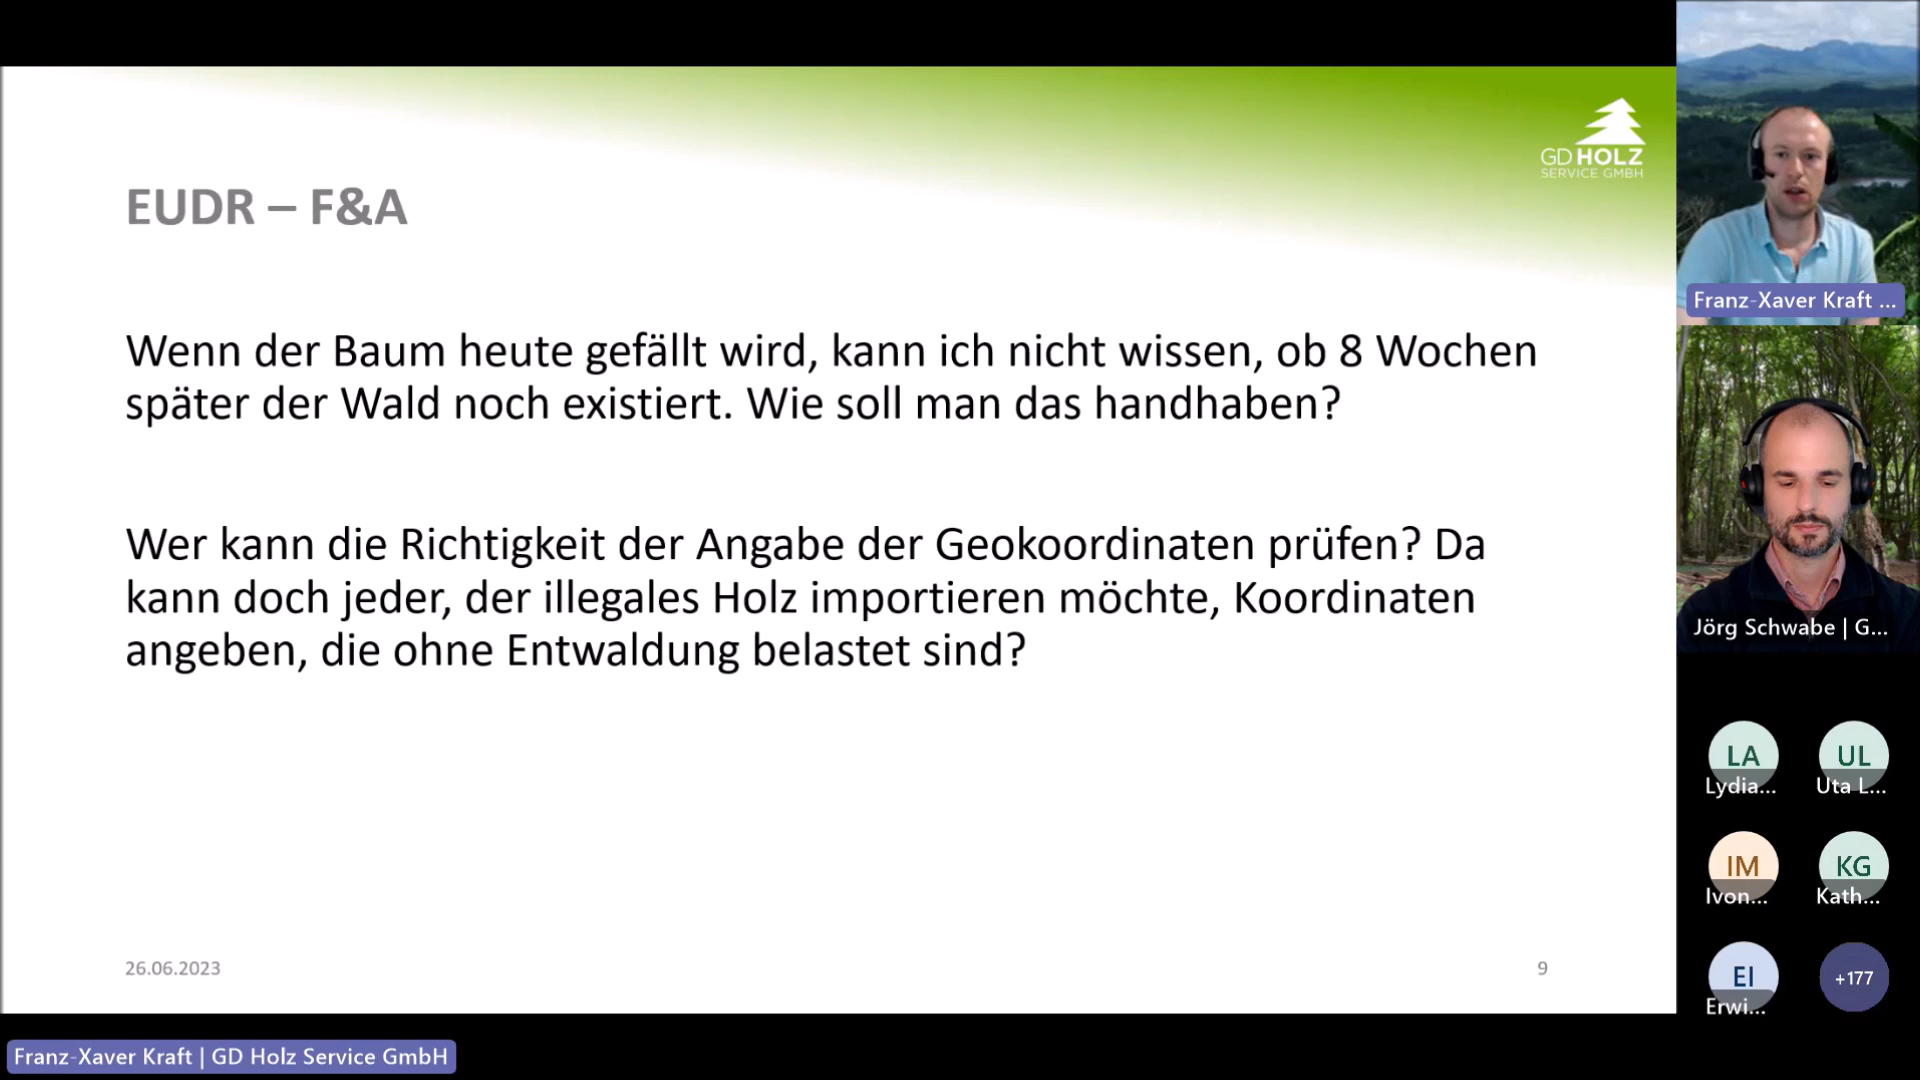 GD HOLZ
SERVICE GMBH
EUDR – F&A
Wenn der Baum heute gefällt wird, kann ich nicht wissen, ob 8 Wochen
später der Wald noch existiert. Wie soll man das handhaben?
Wer kann die Richtigkeit der Angabe der Geokoordinaten prüfen? Da
kann doch jeder, der illegales Holz importieren möchte, Koordinaten
angeben, die ohne Entwaldung belastet sind?
26.06.2023
9
Franz-Xaver Kraft | GD Holz Service GmbH
Franz-Xaver Kraft ...
Jörg Schwabe | G...
LA
Lydia...
UL
Uta L...
IM
Ivon...
KG
Kath...
EI
Erwi...
+177